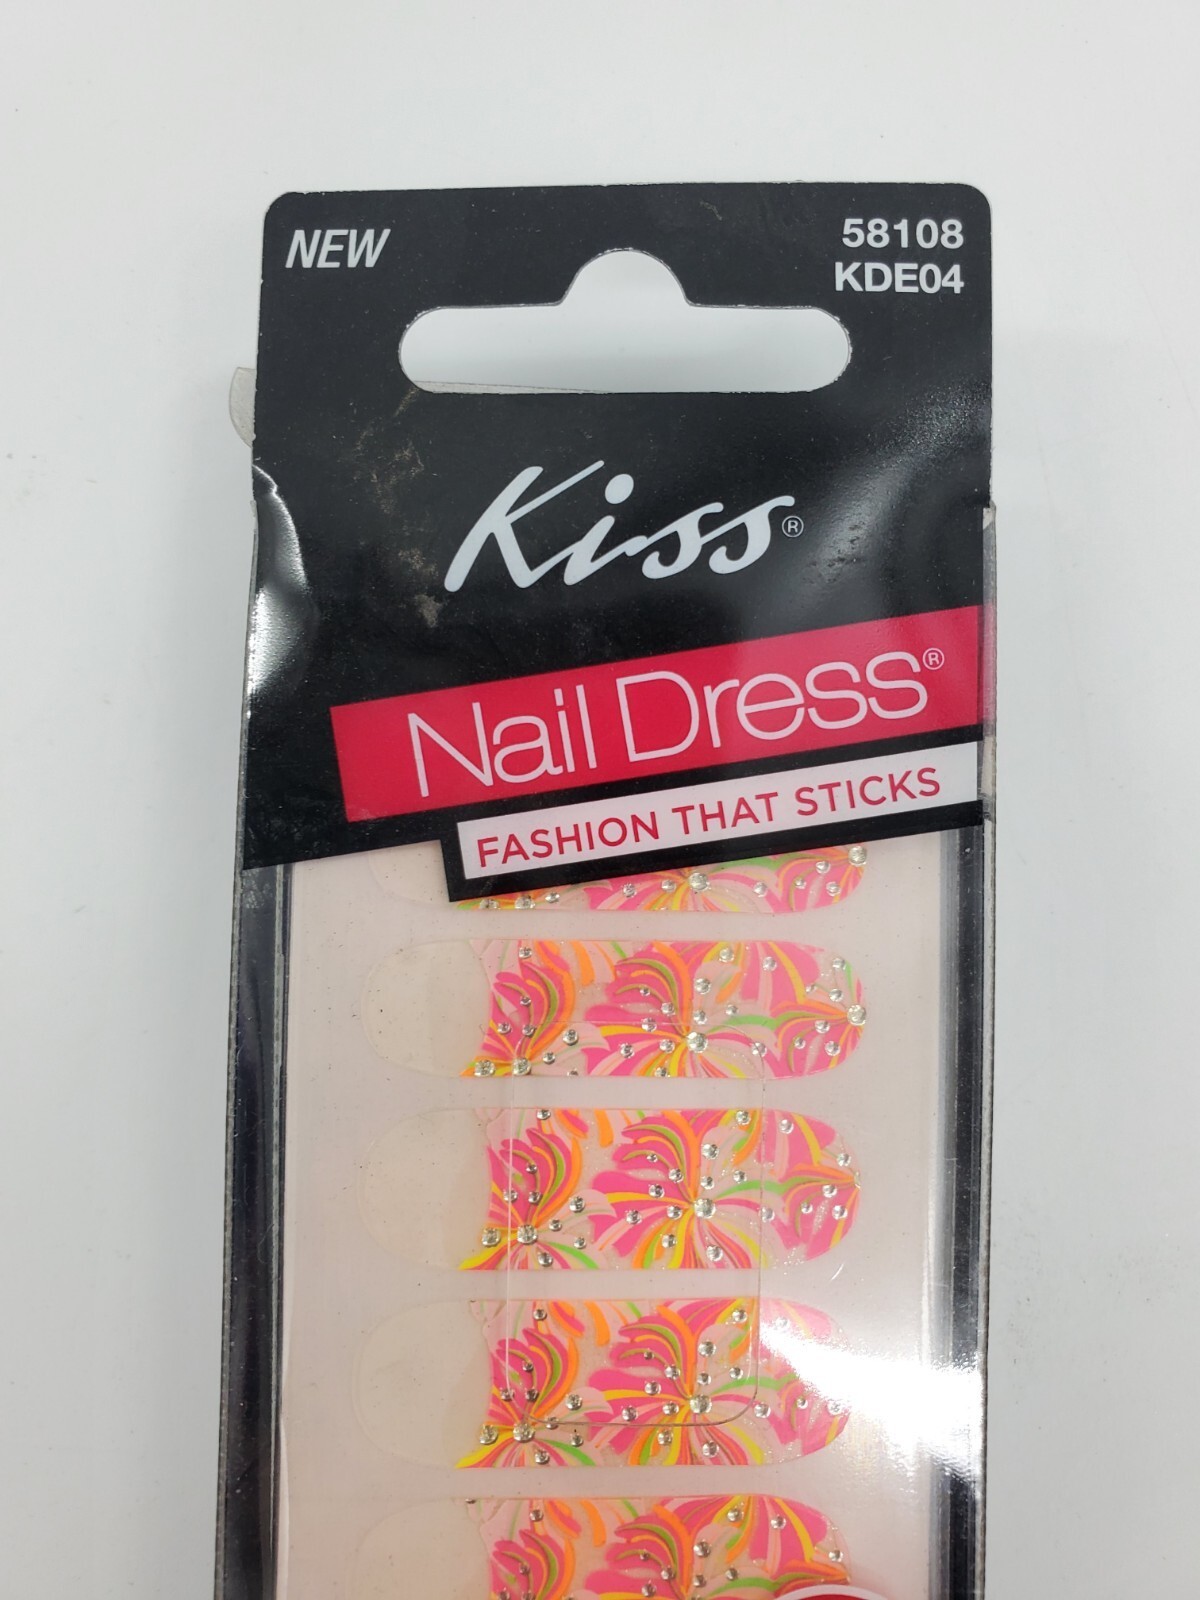 NEW
58108
KDE04
Kiss®
Nail Dress®
FASHION THAT STICKS